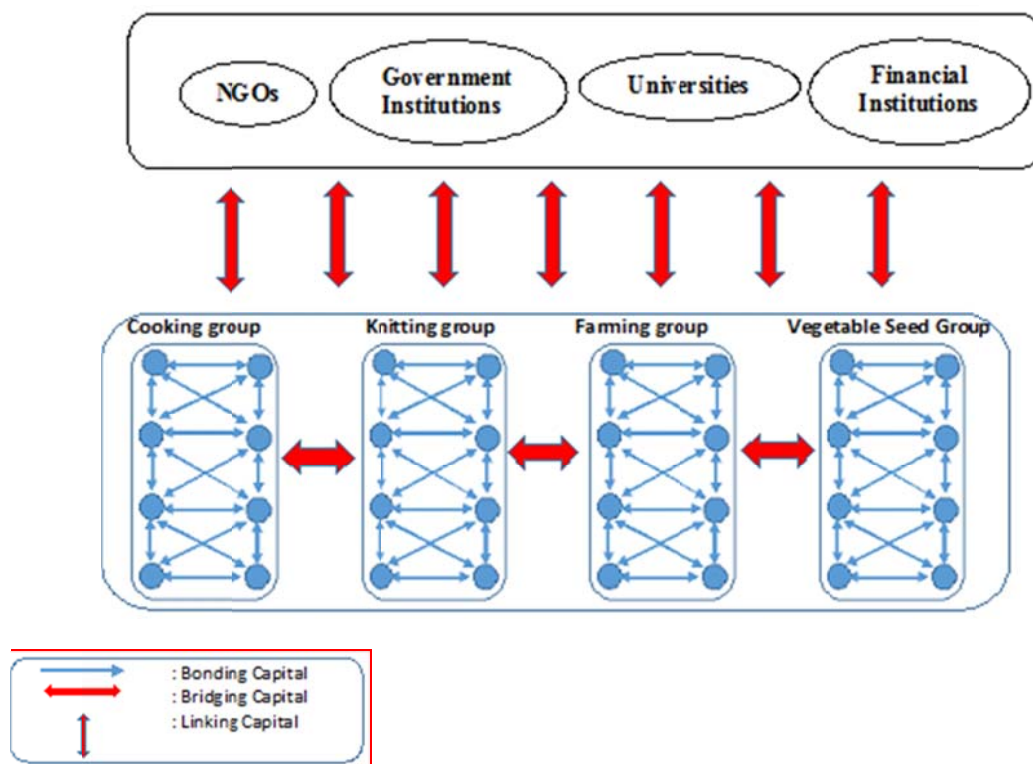 NGOs
Government
Institutions
Universities
Financial
Institutions
Cooking group
Knitting group
Farming group
Vegetable Seed Group
: Bonding Capital
: Bridging Capital
: Linking Capital